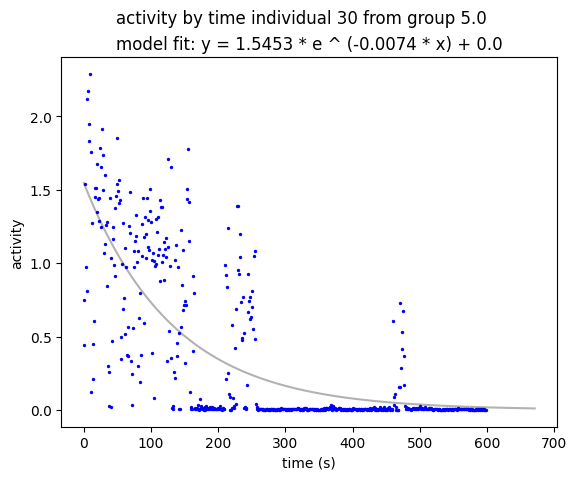 activity by time individual 30 from group 5.0
model fit: y = 1.5453 * e ^ (-0.0074 * x) + 0.0
2.0
1.5
1.0
0.5
0.0
activity
0 100 200 300 400 500 600 700
time (s)